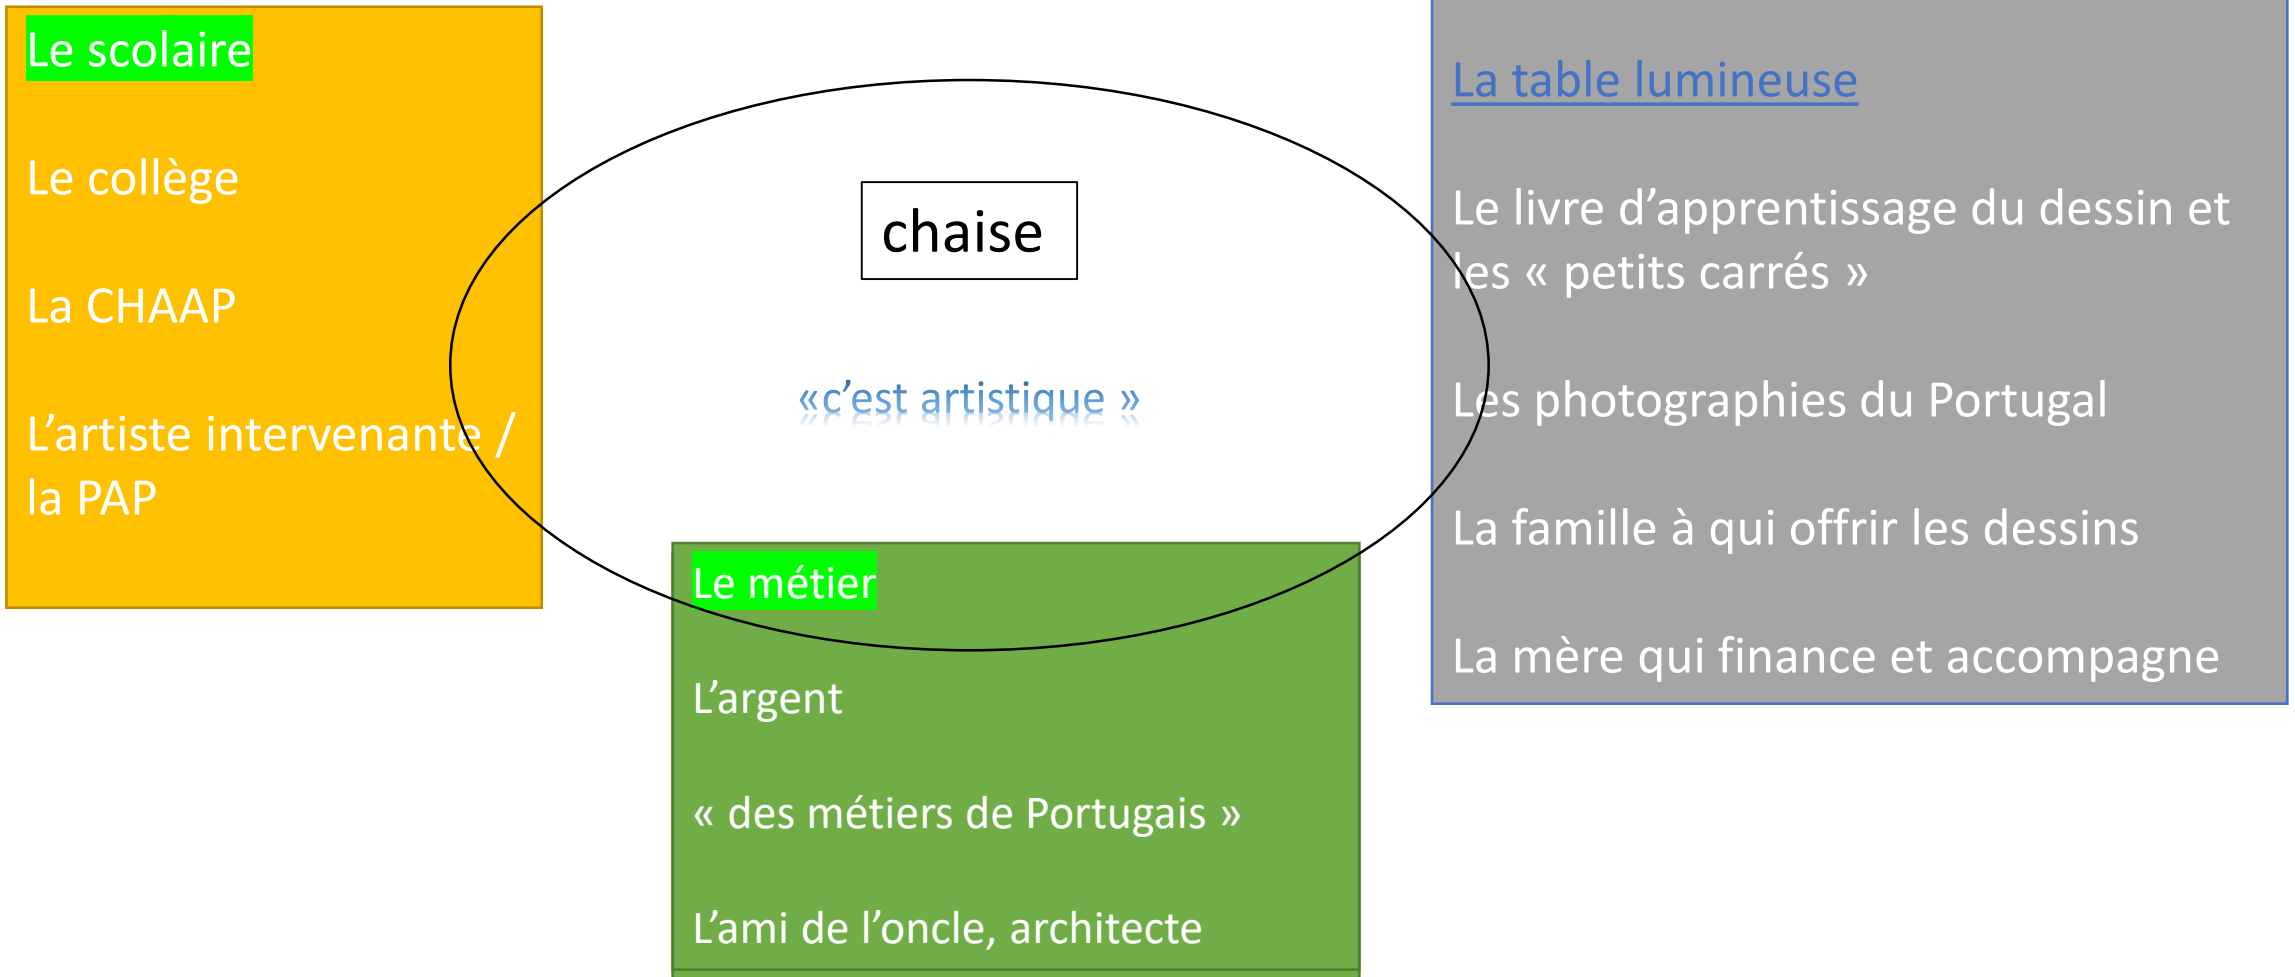 Le scolaire
Le collège
La CHAAP
L’artiste intervenante /
la PAP
chaise
«c’est artistique »
La table lumineuse
Le livre d’apprentissage du dessin et
les « petits carrés »
Les photographies du Portugal
La famille à qui offrir les dessins
La mère qui finance et accompagne
Le métier
L’argent
« des métiers de Portugais »
L’ami de l’oncle, architecte